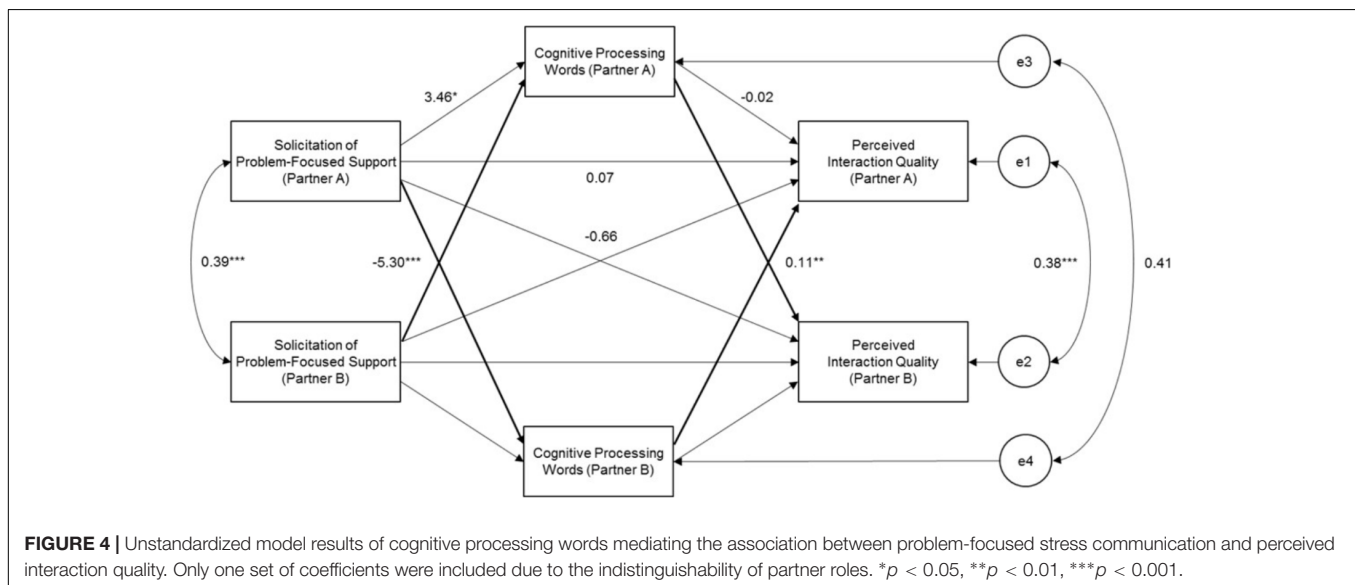 Cognitive Processing
Words (Partner A)
e3
3.46*
-0.02
Solicitation of
Problem-Focused Support
(Partner A)
Perceived
Interaction Quality
(Partner A)
e1
0.07
-0.66
0.39***
-5.30***
0.11**
0.38***
0.41
Solicitation of
Problem-Focused Support
(Partner B)
Perceived
Interaction Quality
(Partner B)
e2
Cognitive Processing
Words (Partner B)
e4
FIGURE 4 | Unstandardized model results of cognitive processing words mediating the association between problem-focused stress communication and perceived
interaction quality. Only one set of coefficients were included due to the indistinguishability of partner roles. *p < 0.05, **p < 0.01, ***p < 0.001.